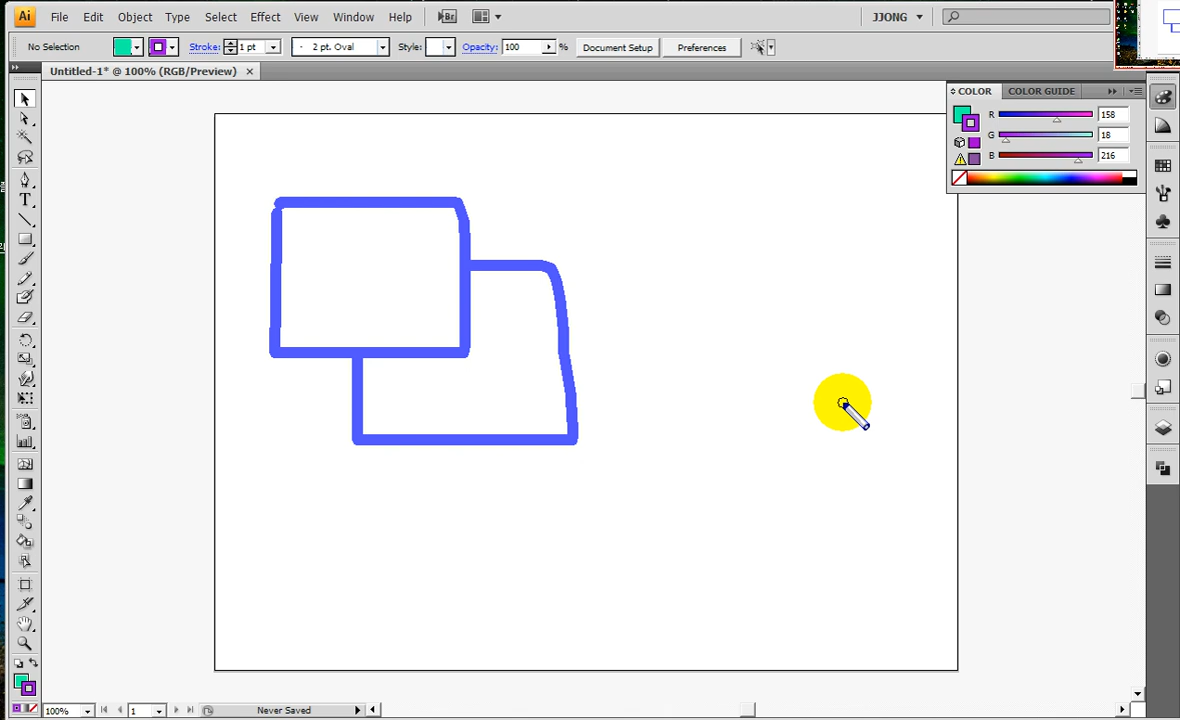 Ai File Edit Object Type Select Effect View Window Help Br JJONG
No Selection Stroke: 1 pt 2 pt. Oval Style: Opacity: 100 % Document Setup Preferences
Untitled-1* @ 100% (RGB/Preview)
COLOR COLOR GUIDE
R 158
G 18
B 216
T
100% 1 Never Saved